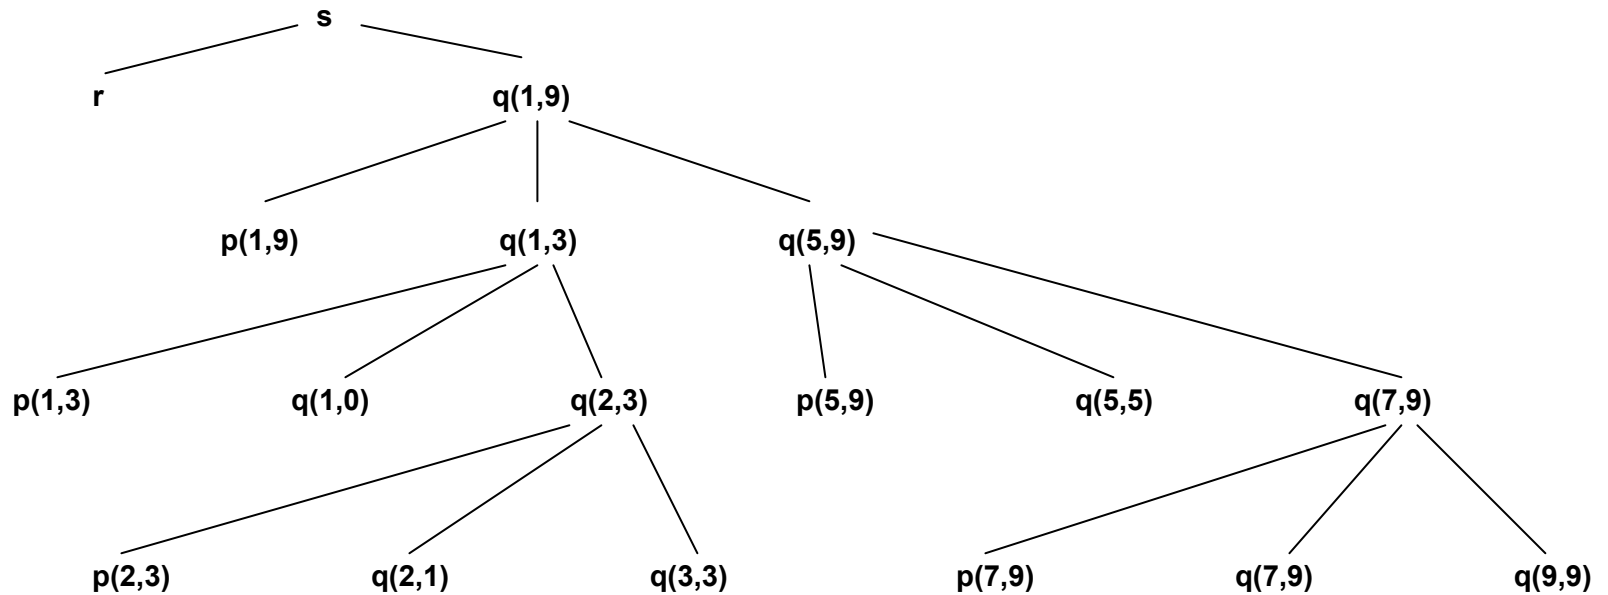 s
r q(1,9)
p(1,9) q(1,3) q(5,9)
p(1,3) q(1,0) q(2,3) p(5,9) q(5,5) q(7,9)
p(2,3) q(2,1) q(3,3) p(7,9) q(7,9) q(9,9)